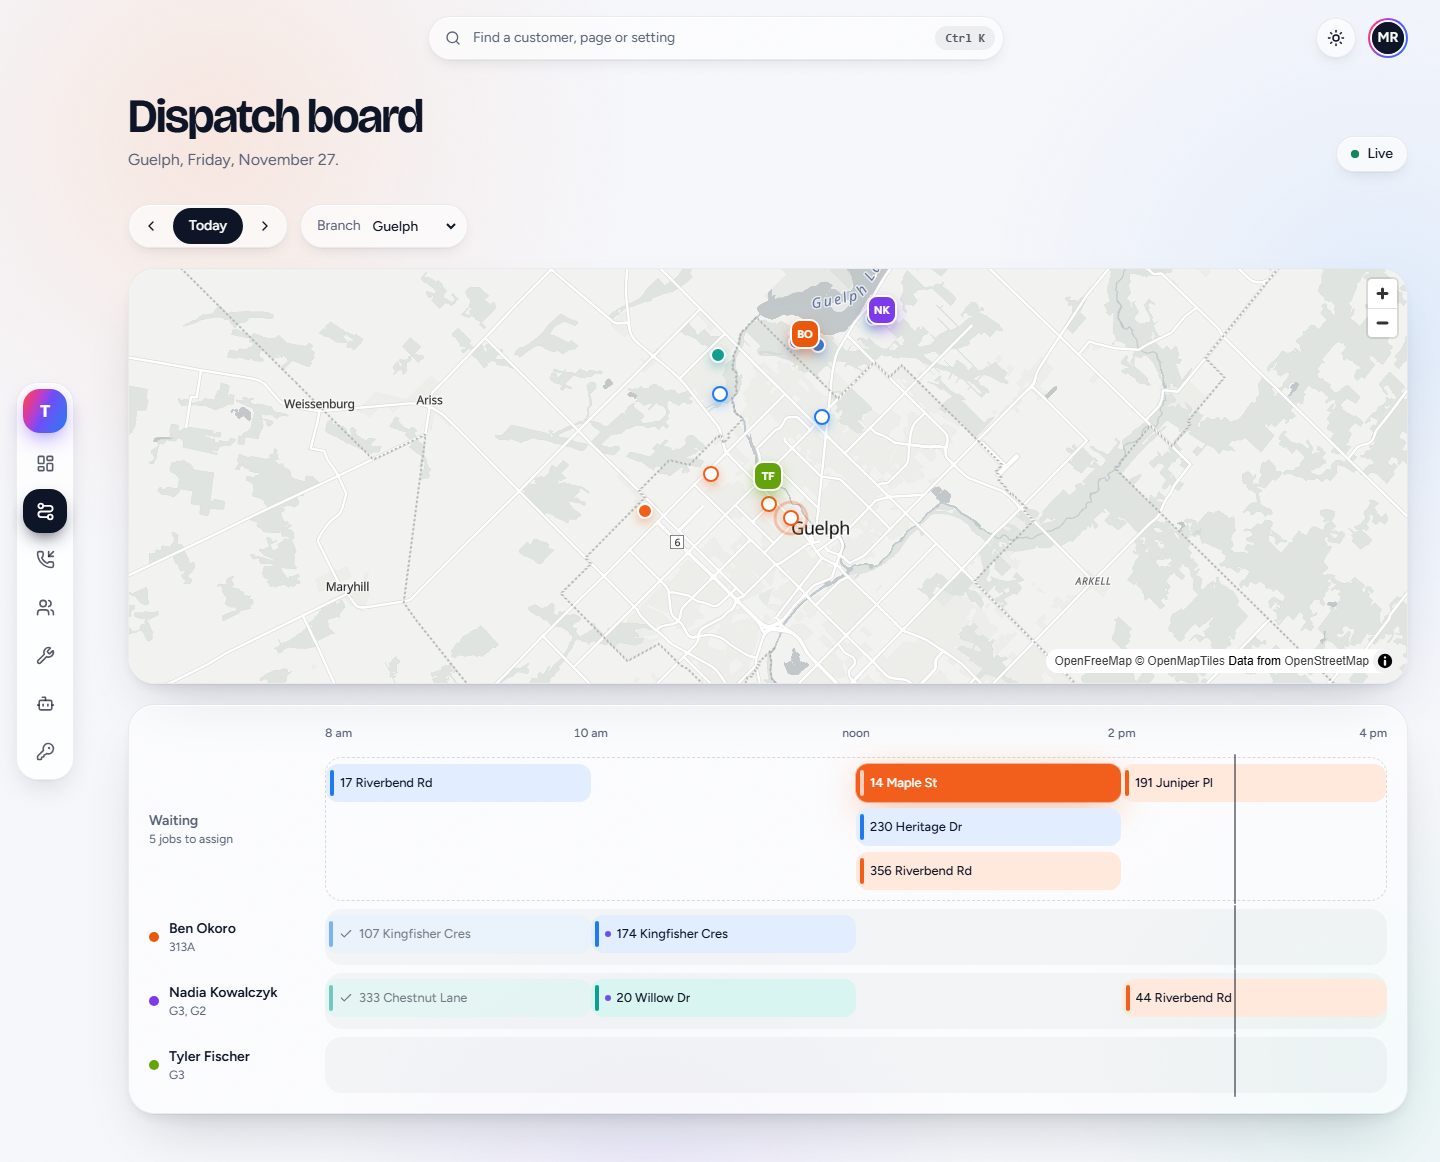 Find a customer, page or setting
Ctrl K
MR
Dispatch board
Guelph, Friday, November 27.
Live
Today
Branch Guelph
Guelph L
NK
BO
Weissenburg
Ariss
T
TF
Guelph
6
Maryhill
ARKELL
OpenFreeMap © OpenMapTiles Data from OpenStreetMap
8 am
10 am
noon
2 pm
4 pm
17 Riverbend Rd
14 Maple St
191 Juniper Pl
Waiting
5 jobs to assign
230 Heritage Dr
356 Riverbend Rd
Ben Okoro
313A
107 Kingfisher Cres
174 Kingfisher Cres
Nadia Kowalczyk
G3, G2
333 Chestnut Lane
20 Willow Dr
44 Riverbend Rd
Tyler Fischer
G3